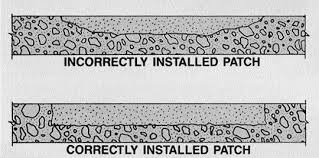 INCORRECTLY INSTALLED PATCH
CORRECTLY INSTALLED PATCH